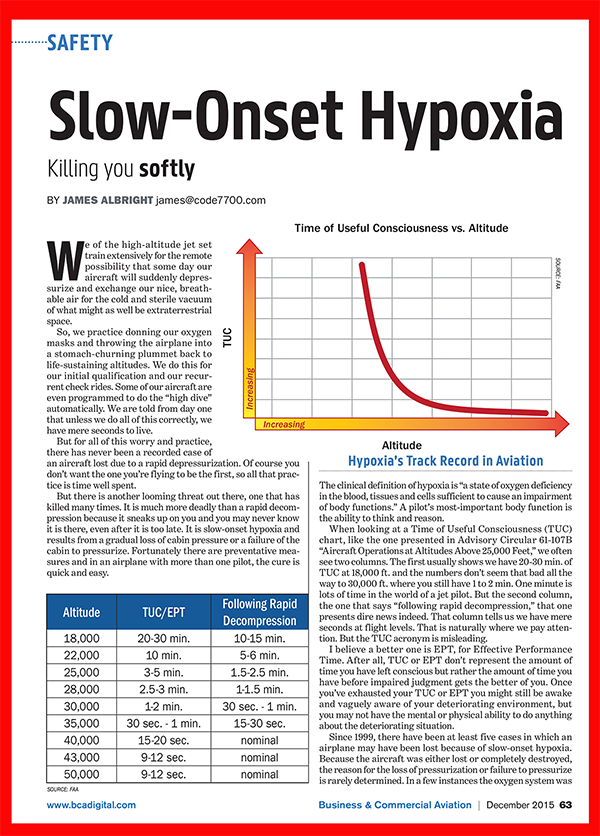 SAFETY
Slow-Onset Hypoxia
Killing you softly
BY JAMES ALBRIGHT james@code7700.com
We of the high-altitude jet set
train extensively for the remote
possibility that some day our
aircraft will suddenly depres-
surize and exchange our nice, breath-
able air for the cold and sterile vacuum
of what might as well be extraterrestrial
space.
So, we practice donning our oxygen
masks and throwing the airplane into
a stomach-churning plummet back to
life-sustaining altitudes. We do this for
our initial qualification and our recur-
rent check rides. Some of our aircraft are
even programmed to do the “high dive”
automatically. We are told from day one
that unless we do all of this correctly, we
have mere seconds to live.
But for all of this worry and practice,
there has never been a recorded case of
an aircraft lost due to a rapid depressurization. Of course you
don’t want the one you’re flying to be the first, so all that prac-
tice is time well spent.
But there is another looming threat out there, one that has
killed many times. It is much more deadly than a rapid decom-
pression because it sneaks up on you and you may never know
it is there, even after it is too late. It is slow-onset hypoxia and
results from a gradual loss of cabin pressure or a failure of the
cabin to pressurize. Fortunately there are preventative mea-
sures and in an airplane with more than one pilot, the cure is
quick and easy.
Altitude TUC/EPT Following Rapid
Decompression
18,000 20-30 min. 10-15 min.
22,000 10 min. 5-6 min.
25,000 3-5 min. 1.5-2.5 min.
28,000 2.5-3 min. 1-1.5 min.
30,000 1-2 min. 30 sec. - 1 min.
35,000 30 sec. - 1 min. 15-30 sec.
40,000 15-20 sec. nominal
43,000 9-12 sec. nominal
50,000 9-12 sec. nominal
SOURCE: FAA
Time of Useful Consciousness vs. Altitude
SOURCE: FAA
TUC
Increasing
Increasing
Altitude
Hypoxia’s Track Record in Aviation
The clinical definition of hypoxia is “a state of oxygen deficiency
in the blood, tissues and cells sufficient to cause an impairment
of body functions.” A pilot’s most-important body function is
the ability to think and reason.
When looking at a Time of Useful Consciousness (TUC)
chart, like the one presented in Advisory Circular 61-107B
“Aircraft Operations at Altitudes Above 25,000 Feet,” we often
see two columns. The first usually shows we have 20-30 min. of
TUC at 18,000 ft. and the numbers don’t seem that bad all the
way to 30,000 ft. where you still have 1 to 2 min. One minute is
lots of time in the world of a jet pilot. But the second column,
the one that says “following rapid decompression,” that one
presents dire news indeed. That column tells us we have mere
seconds at flight levels. That is naturally where we pay atten-
tion. But the TUC acronym is misleading.
I believe a better one is EPT, for Effective Performance
Time. After all, TUC or EPT don’t represent the amount of
time you have left conscious but rather the amount of time you
have before impaired judgment gets the better of you. Once
you’ve exhausted your TUC or EPT you might still be awake
and vaguely aware of your deteriorating environment, but
you may not have the mental or physical ability to do anything
about the deteriorating situation.
Since 1999, there have been at least five cases in which an
airplane may have been lost because of slow-onset hypoxia.
Because the aircraft was either lost or completely destroyed,
the reason for the loss of pressurization or failure to pressurize
is rarely determined. In a few instances the oxygen system was
www.bcadigital.com
Business & Commercial Aviation | December 2015 63